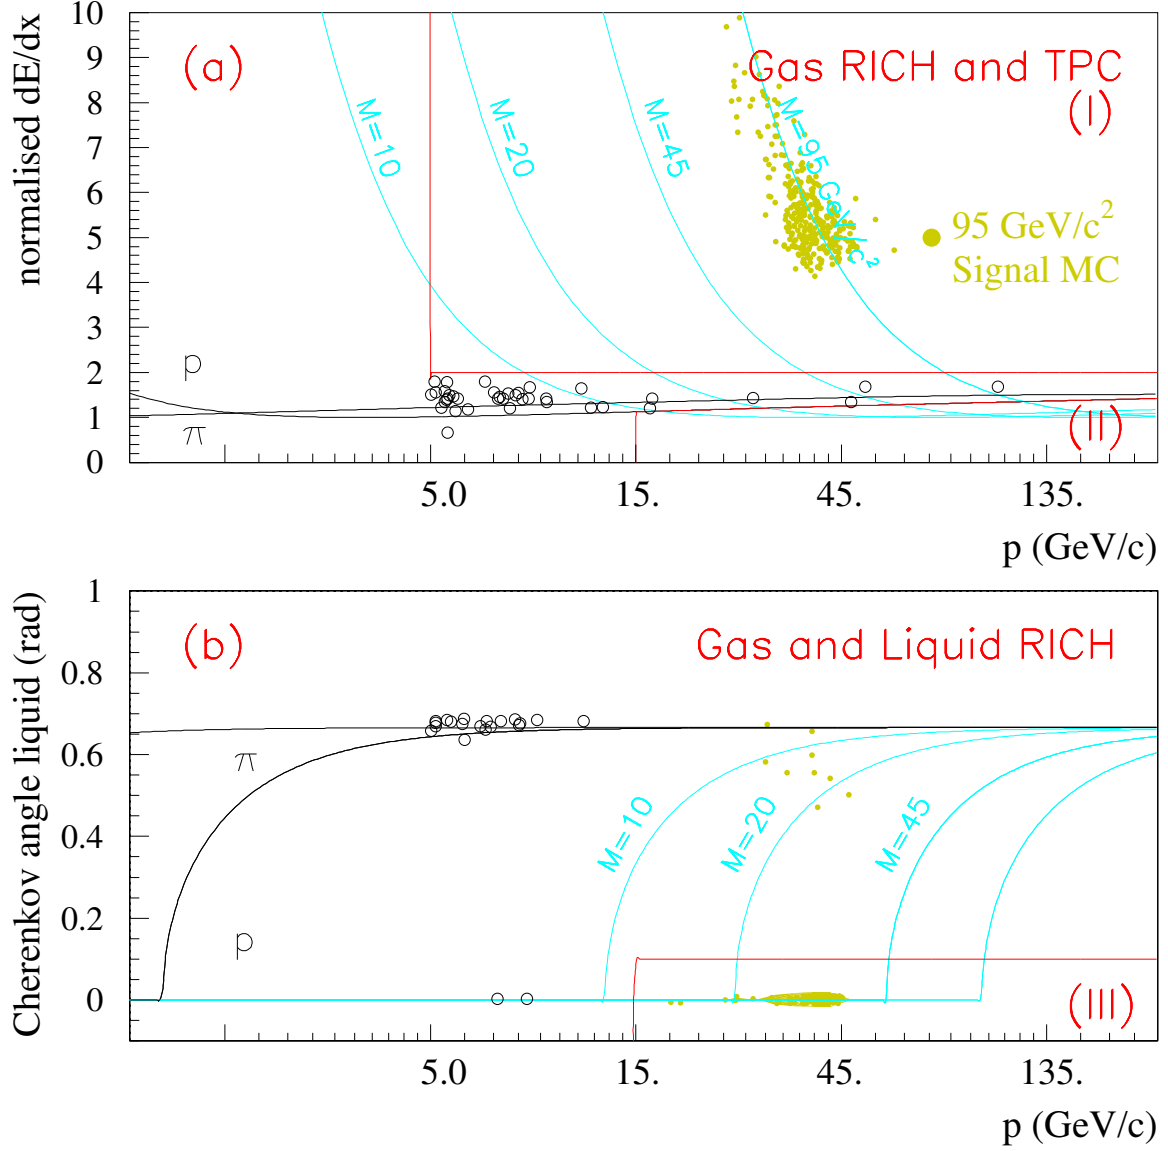 normalised dE/dx
10
9
8
7
6
5
4
3
2
1
0
(a)
Gas RICH and TPC
(I)
M=10
M=20
M=45
M=95 GeV/c²
95 GeV/c²
Signal MC
p
π
(II)
5.0 15. 45. 135.
p (GeV/c)
Cherenkov angle liquid (rad)
1
0.8
0.6
0.4
0.2
0
(b)
Gas and Liquid RICH
π
p
M=10
M=20
M=45
(III)
5.0 15. 45. 135.
p (GeV/c)